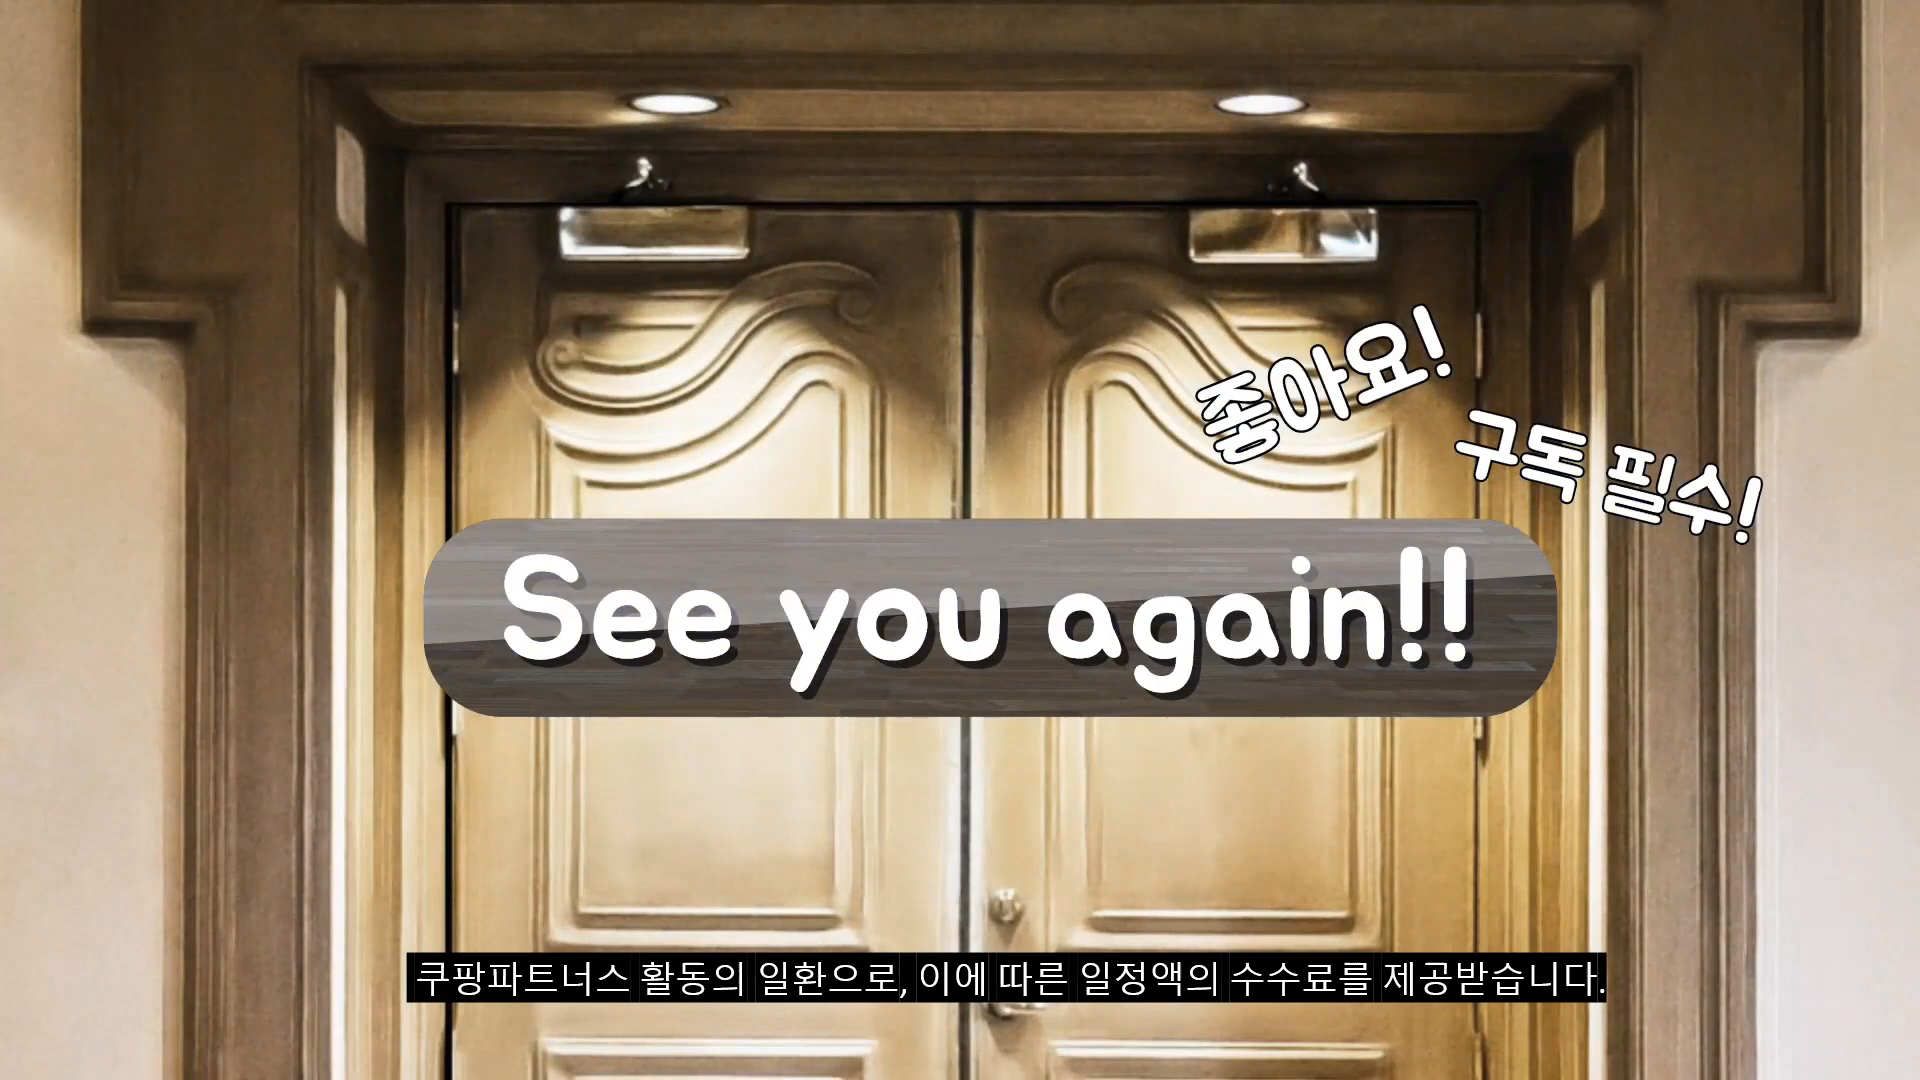 좋아요!
구독 필수!
See you again!!
쿠팡파트너스 활동의 일환으로, 이에 따른 일정액의 수수료를 제공받습니다.